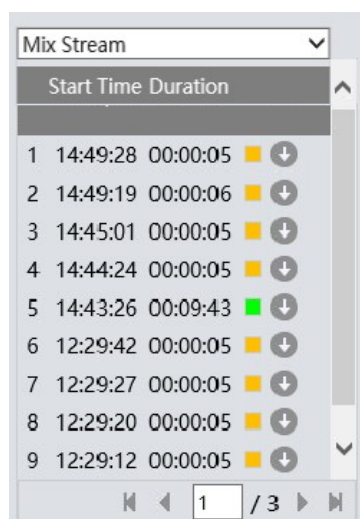 Mix Stream
Start Time Duration
1 14:49:28 00:00:05
2 14:49:19 00:00:06
3 14:45:01 00:00:05
4 14:44:24 00:00:05
5 14:43:26 00:09:43
6 12:29:42 00:00:05
7 12:29:27 00:00:05
8 12:29:20 00:00:05
9 12:29:12 00:00:05
1 / 3